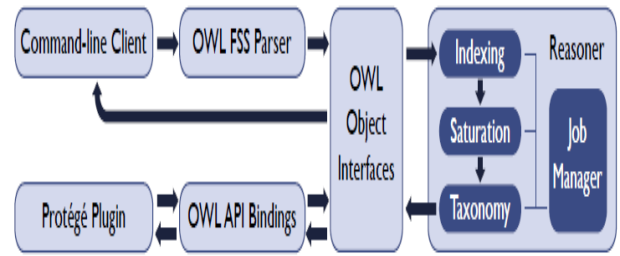 Command-line Client
OWL FSS Parser
OWL
Object
Interfaces
Indexing
Reasoner
Saturation
Job
Manager
Taxonomy
Protégé Plugin
OWL API Bindings